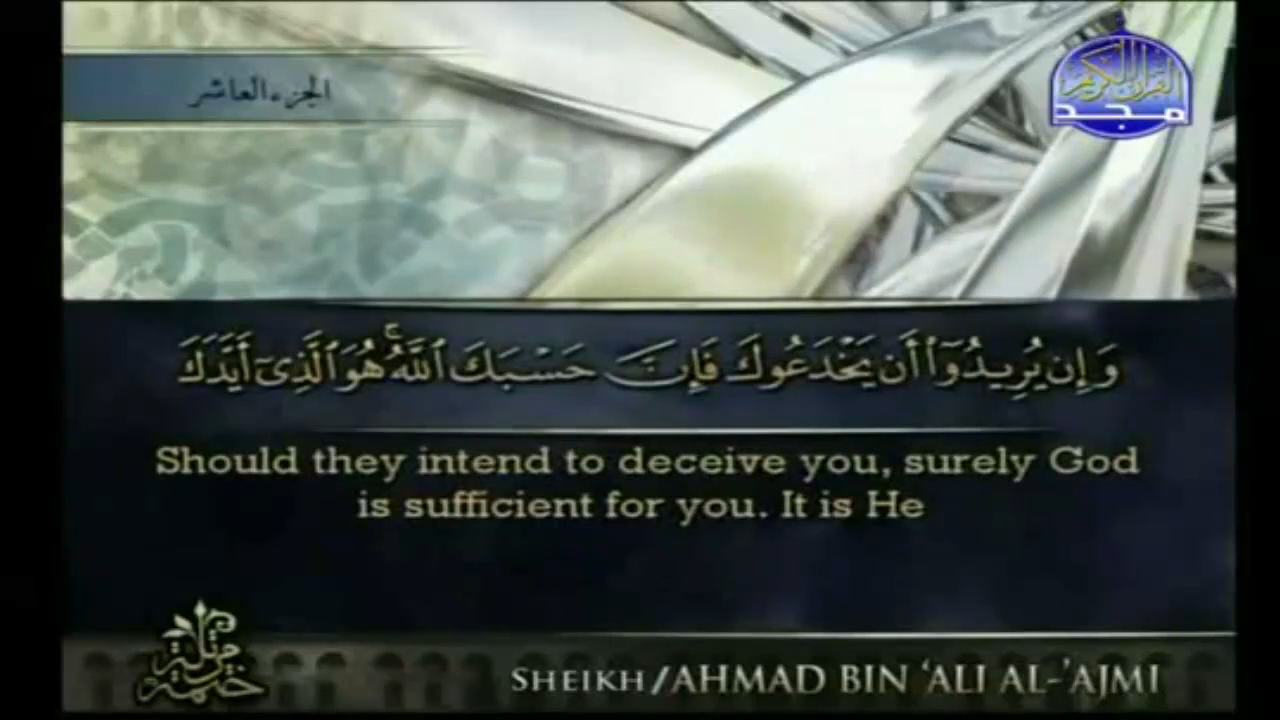 الجزء العاشر
القرآن الكريم
مجد
وَإِن يُرِيدُوٓا۟ أَن يَخْدَعُوكَ فَإِنَّ حَسْبَكَ ٱللَّهُ ۚ هُوَ ٱلَّذِىٓ أَيَّدَكَ
Should they intend to deceive you, surely God
is sufficient for you. It is He
ختمة مرتلة
SHEIKH/AHMAD BIN ‘ALI AL-’AJMI